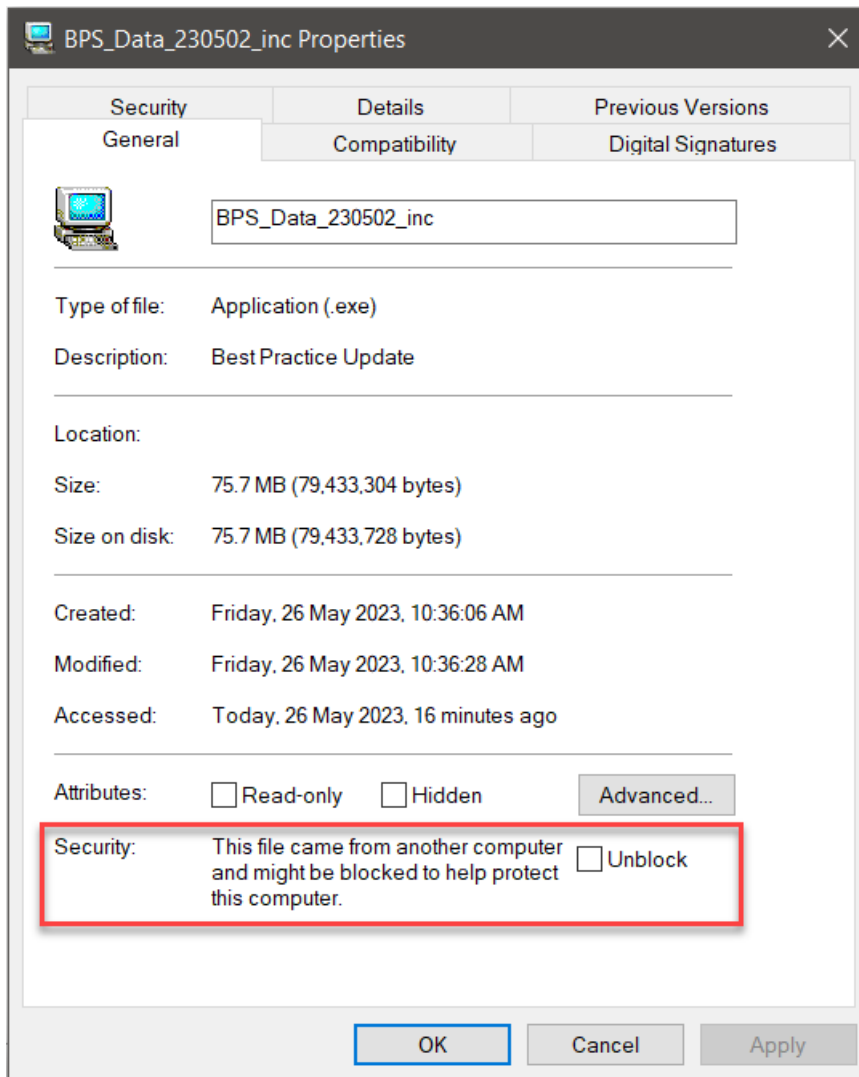 BPS_Data_230502_inc Properties
Security Details Previous Versions
General Compatibility Digital Signatures
BPS_Data_230502_inc
Type of file: Application (.exe)
Description: Best Practice Update
Location:
Size: 75.7 MB (79,433,304 bytes)
Size on disk: 75.7 MB (79,433,728 bytes)
Created: Friday, 26 May 2023, 10:36:06 AM
Modified: Friday, 26 May 2023, 10:36:28 AM
Accessed: Today, 26 May 2023, 16 minutes ago
Attributes: Read-only Hidden Advanced...
Security: This file came from another computer
and might be blocked to help protect
this computer.
Unblock
OK Cancel Apply